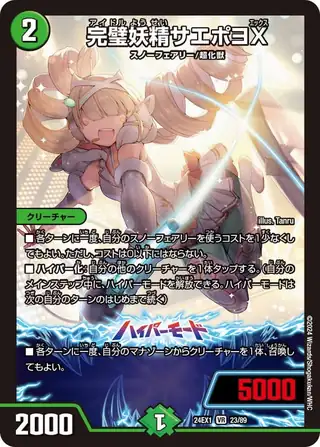 2
アイドル ようせい エックス
完璧妖精サエポヨX
スノーフェアリー/超化獣
illus. Tanru
クリーチャー
■各ターンに一度、自分のスノーフェアリーを使うコストを1少なくし
てもよい。ただし、コストは0以下にはならない。
■ハイパー化:自分の他のクリーチャーを1体タップする。(自分の
メインステップ中に、ハイパーモードを解放できる。ハイパーモードは
次の自分のターンのはじめまで続く)
ハイパーモード
■各ターンに一度、自分のマナゾーンからクリーチャーを1体、召喚し
てもよい。
5000
2000
1
24EX1 VR 23/89
©2024 Wizards/Shogakukan/WHC